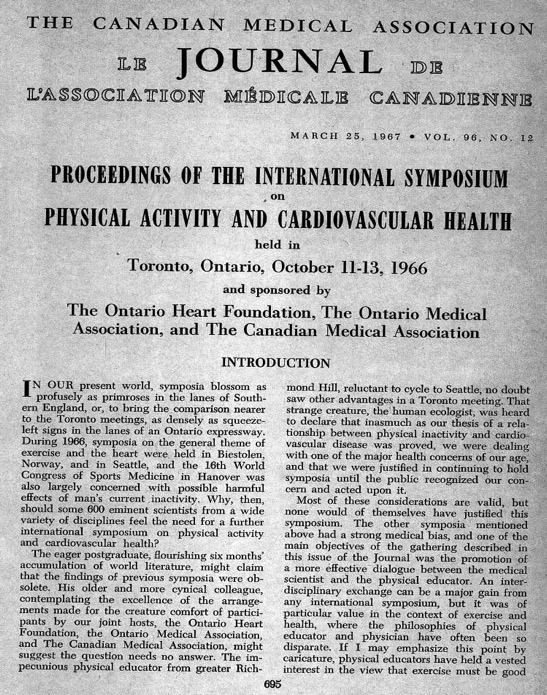 THE CANADIAN MEDICAL ASSOCIATION
LE JOURNAL DE
L'ASSOCIATION MÉDICALE CANADIENNE
MARCH 25, 1967 • VOL. 96, NO. 12
PROCEEDINGS OF THE INTERNATIONAL SYMPOSIUM
on
PHYSICAL ACTIVITY AND CARDIOVASCULAR HEALTH
held in
Toronto, Ontario, October 11-13, 1966
and sponsored by
The Ontario Heart Foundation, The Ontario Medical
Association, and The Canadian Medical Association
INTRODUCTION
IN OUR present world, symposia blossom as
profusely as primroses in the lanes of South-
ern England, or, to bring the comparison nearer
to the Toronto meetings, as densely as squeeze-
left signs in the lanes of an Ontario expressway.
During 1966, symposia on the general theme of
exercise and the heart were held in Biestolen,
Norway, and in Seattle, and the 16th World
Congress of Sports Medicine in Hanover was
also largely concerned with possible harmful
effects of man's current inactivity. Why, then,
should some 600 eminent scientists from a wide
variety of disciplines feel the need for a further
international symposium on physical activity
and cardiovascular health?
The eager postgraduate, flourishing six months'
accumulation of world literature, might claim
that the findings of previous symposia were ob-
solete. His older and more cynical colleague,
contemplating the excellence of the arrange-
ments made for the creature comfort of partici-
pants by our joint hosts, the Ontario Heart
Foundation, the Ontario Medical Association,
and The Canadian Medical Association, might
suggest the question needs no answer. The im-
pecunious physical educator from greater Rich-
mond Hill, reluctant to cycle to Seattle, no doubt
saw other advantages in a Toronto meeting. That
strange creature, the human ecologist, was heard
to declare that inasmuch as our thesis of a rela-
tionship between physical inactivity and cardio-
vascular disease was proved, we were dealing
with one of the major health concerns of our age,
and that we were justified in continuing to hold
symposia until the public recognized our con-
cern and acted upon it.
Most of these considerations are valid, but
none would of themselves have justified this
symposium. The other symposia mentioned
above had a strong medical bias, and one of the
main objectives of the gathering described in
this issue of the Journal was the promotion of
a more effective dialogue between the medical
scientist and the physical educator. An inter-
disciplinary exchange can be a major gain from
any international symposium, but it was of
particular value in the context of exercise and
health, where the philosophies of physical
educator and physician have often been so
disparate. If I may emphasize this point by
caricature, physical educators have held a vested
interest in the view that exercise must be good
695